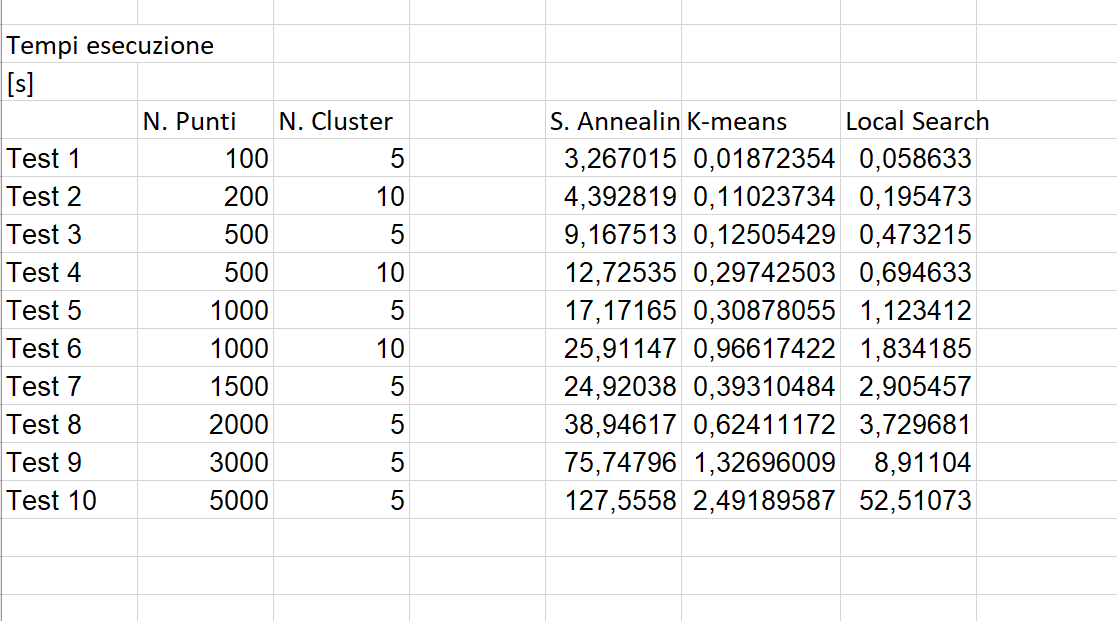 Tempi esecuzione
[s]
N. Punti N. Cluster S. Annealin K-means Local Search
Test 1 100 5 3,267015 0,01872354 0,058633
Test 2 200 10 4,392819 0,11023734 0,195473
Test 3 500 5 9,167513 0,12505429 0,473215
Test 4 500 10 12,72535 0,29742503 0,694633
Test 5 1000 5 17,17165 0,30878055 1,123412
Test 6 1000 10 25,91147 0,96617422 1,834185
Test 7 1500 5 24,92038 0,39310484 2,905457
Test 8 2000 5 38,94617 0,62411172 3,729681
Test 9 3000 5 75,74796 1,32696009 8,91104
Test 10 5000 5 127,5558 2,49189587 52,51073